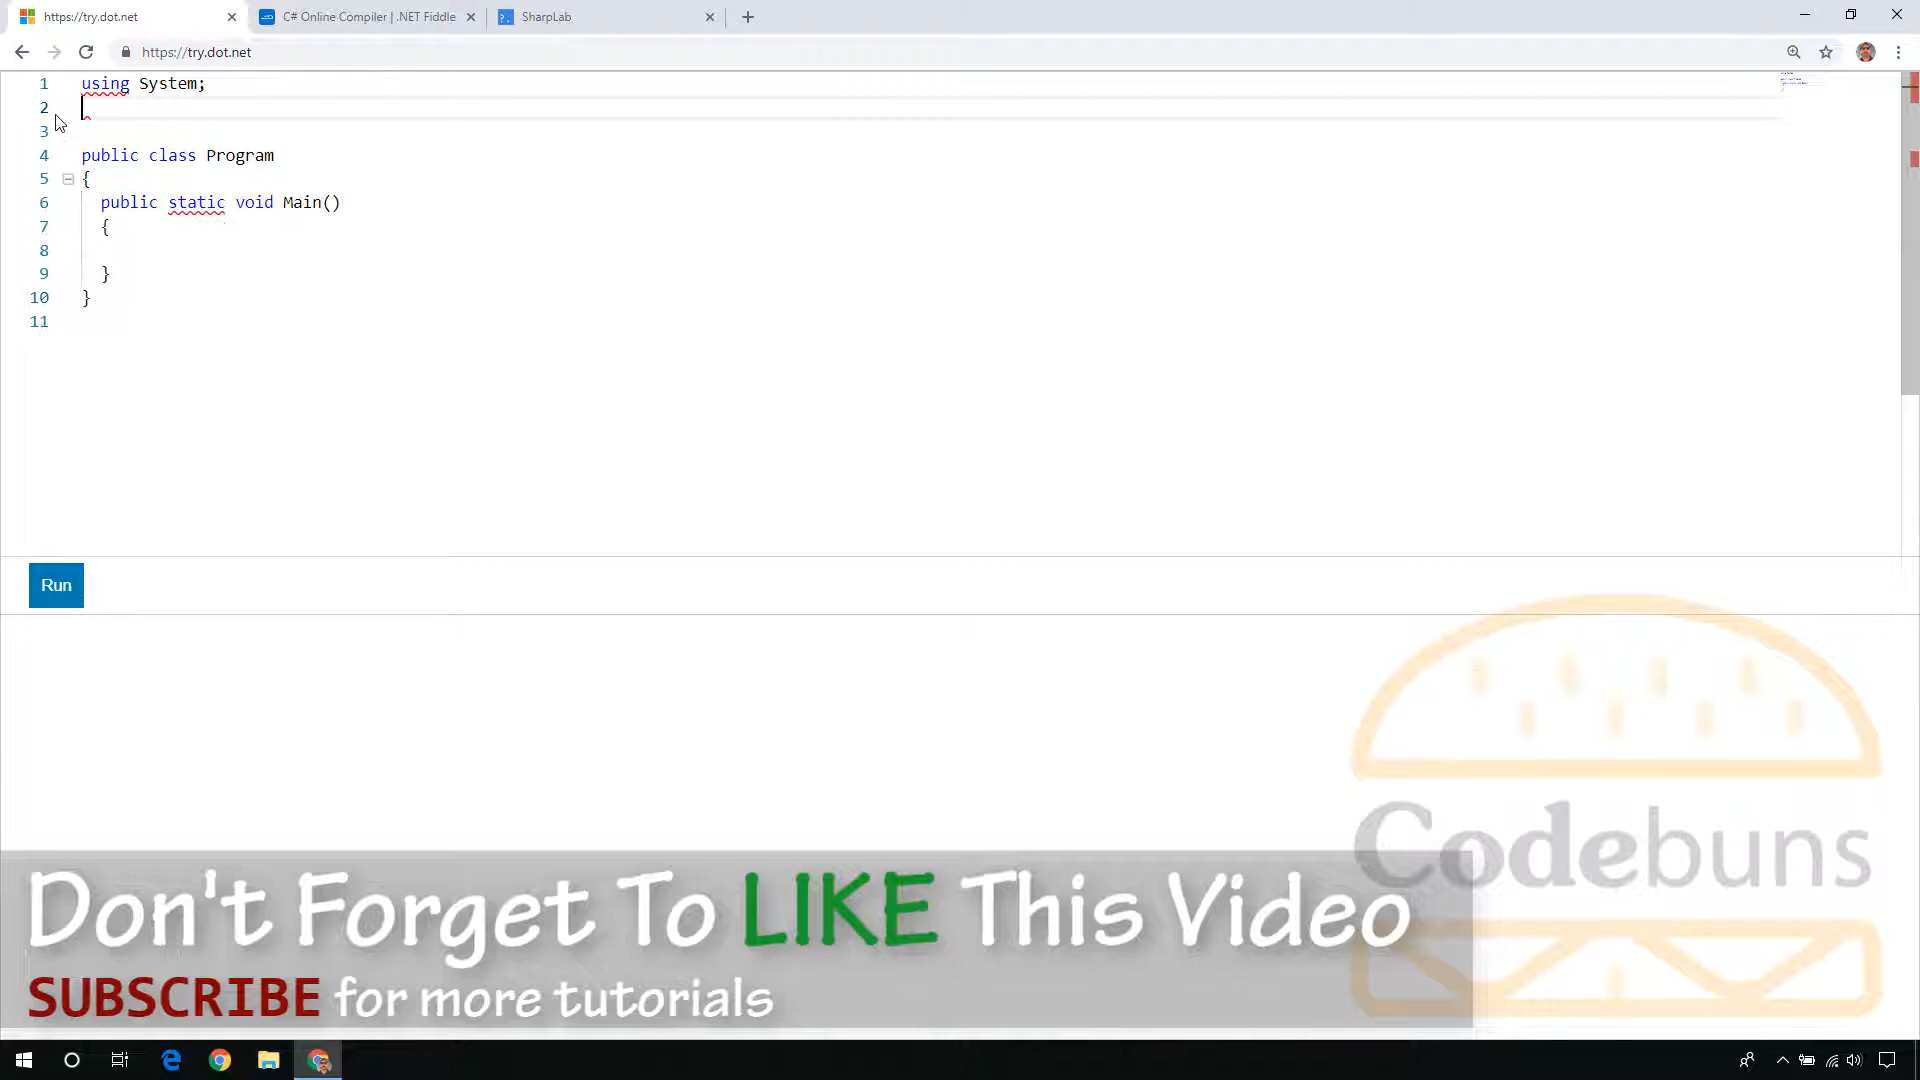 https://try.dot.net
C# Online Compiler | .NET Fiddle
SharpLab
https://try.dot.net
1 using System;
2
3
4 public class Program
5 {
6 public static void Main()
7 {
8
9 }
10 }
11
Run
Codebuns
Don't Forget To LIKE This Video
SUBSCRIBE for more tutorials